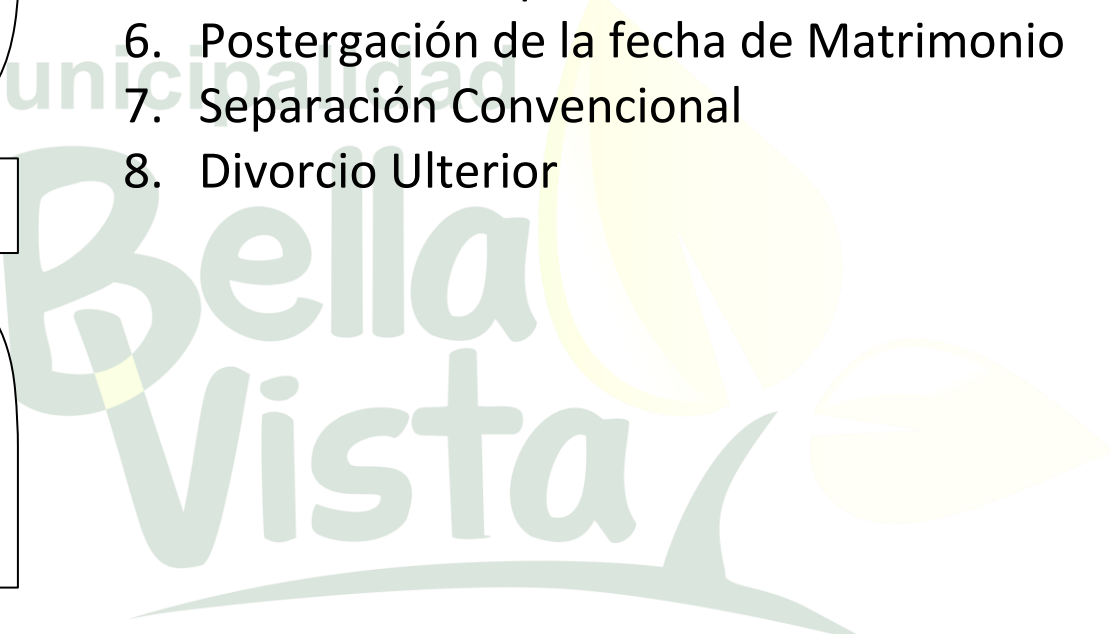 6. Postergación de la fecha de Matrimonio
unicipalidad
7. Separación Convencional
8. Divorcio Ulterior
Bella
Vista